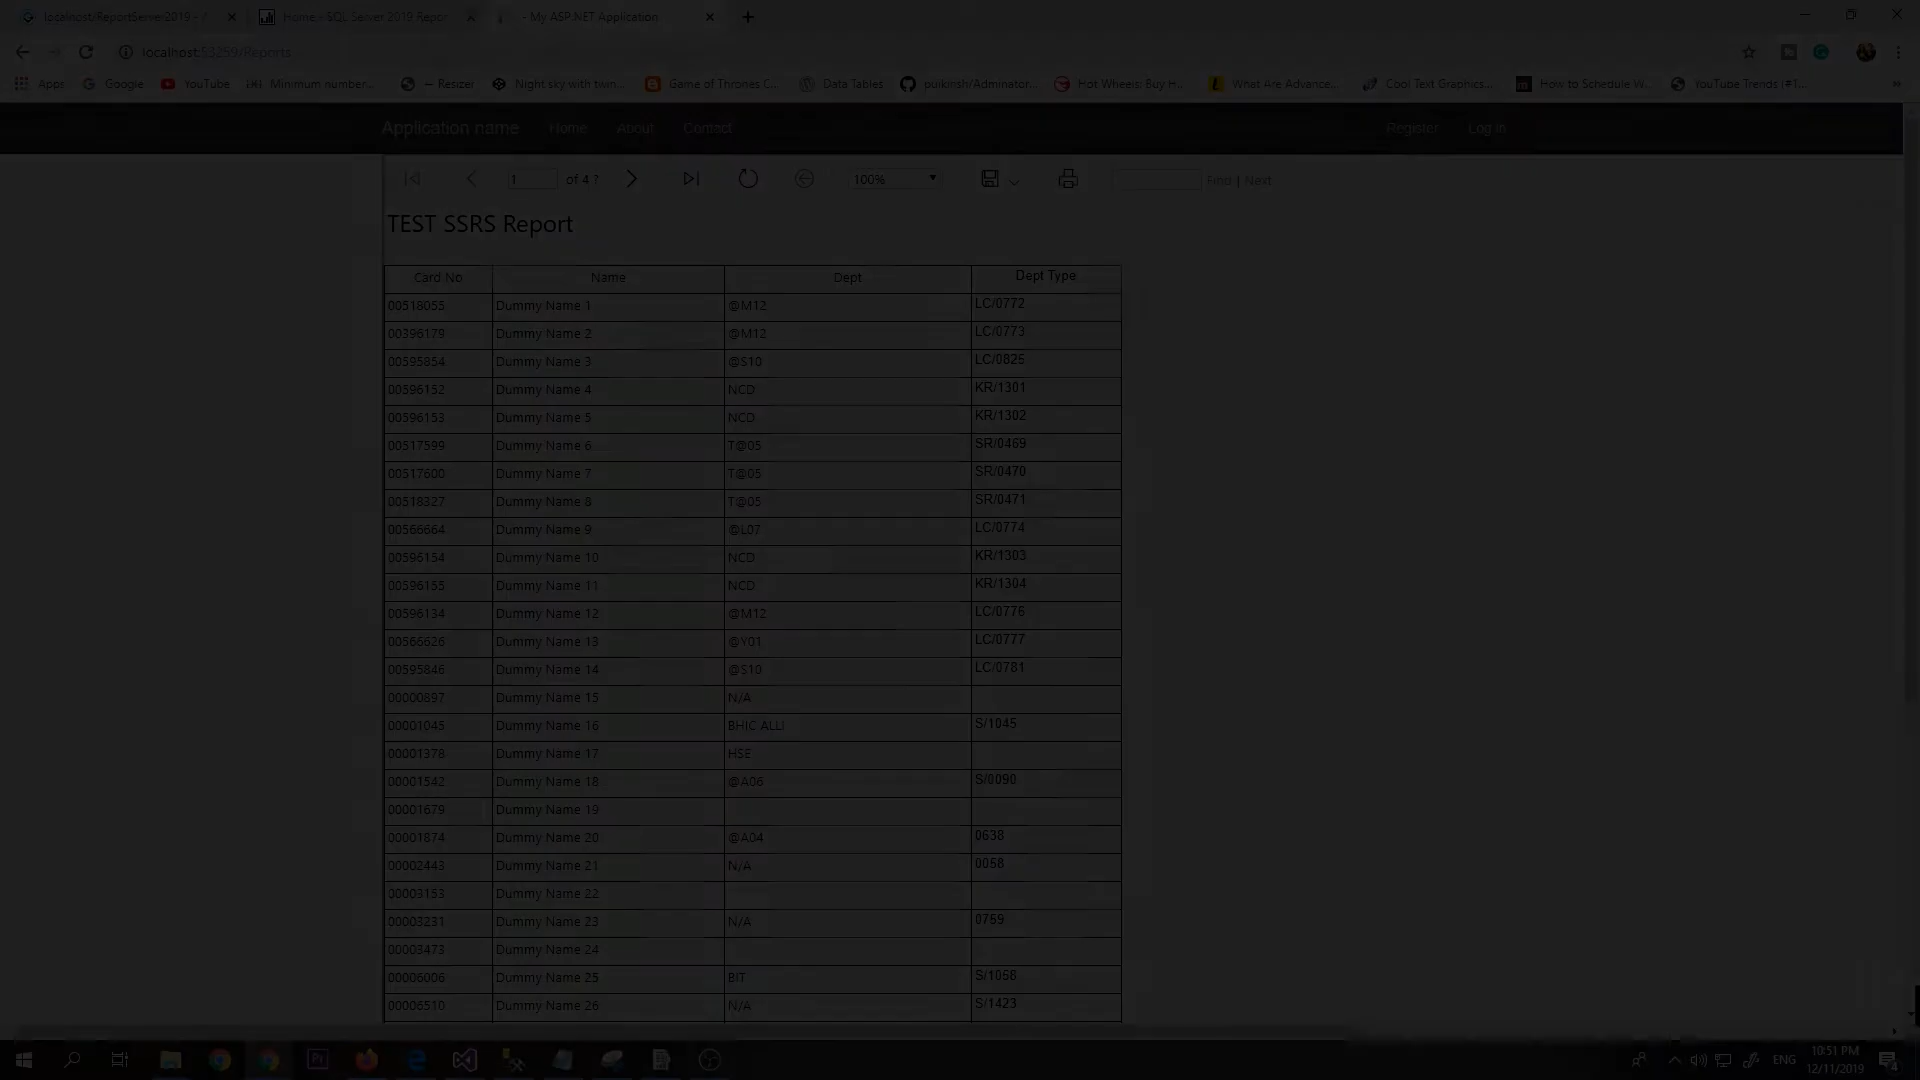 localhost/ReportServer2019 - /
Home - SQL Server 2019 Repor
- My ASP.NET Application
localhost:53259/Reports
Apps Google YouTube Minimum number... — Resizer Night sky with twin... Game of Thrones C... Data Tables puikinsh/Adminator... Hot Wheels: Buy H... What Are Advance... Cool Text Graphics... How to Schedule W... YouTube Trends (#1...
Application name Home About Contact Register Log in
1 of 4 ? 100% Find | Next
TEST SSRS Report
Card No Name Dept Dept Type
00518055 Dummy Name 1 @M12 LC/0772
00396179 Dummy Name 2 @M12 LC/0773
00595854 Dummy Name 3 @S10 LC/0825
00596152 Dummy Name 4 NCD KR/1301
00596153 Dummy Name 5 NCD KR/1302
00517599 Dummy Name 6 T@05 SR/0469
00517600 Dummy Name 7 T@05 SR/0470
00518327 Dummy Name 8 T@05 SR/0471
00566664 Dummy Name 9 @L07 LC/0774
00596154 Dummy Name 10 NCD KR/1303
00596155 Dummy Name 11 NCD KR/1304
00596134 Dummy Name 12 @M12 LC/0776
00566626 Dummy Name 13 @Y01 LC/0777
00595846 Dummy Name 14 @S10 LC/0781
00000897 Dummy Name 15 N/A
00001045 Dummy Name 16 BHIC ALLI S/1045
00001378 Dummy Name 17 HSE
00001542 Dummy Name 18 @A06 S/0090
00001679 Dummy Name 19
00001874 Dummy Name 20 @A04 0638
00002443 Dummy Name 21 N/A 0058
00003153 Dummy Name 22
00003231 Dummy Name 23 N/A 0759
00003473 Dummy Name 24
00006006 Dummy Name 25 BIT S/1058
00006510 Dummy Name 26 N/A S/1423
ENG
10:51 PM
12/11/2019